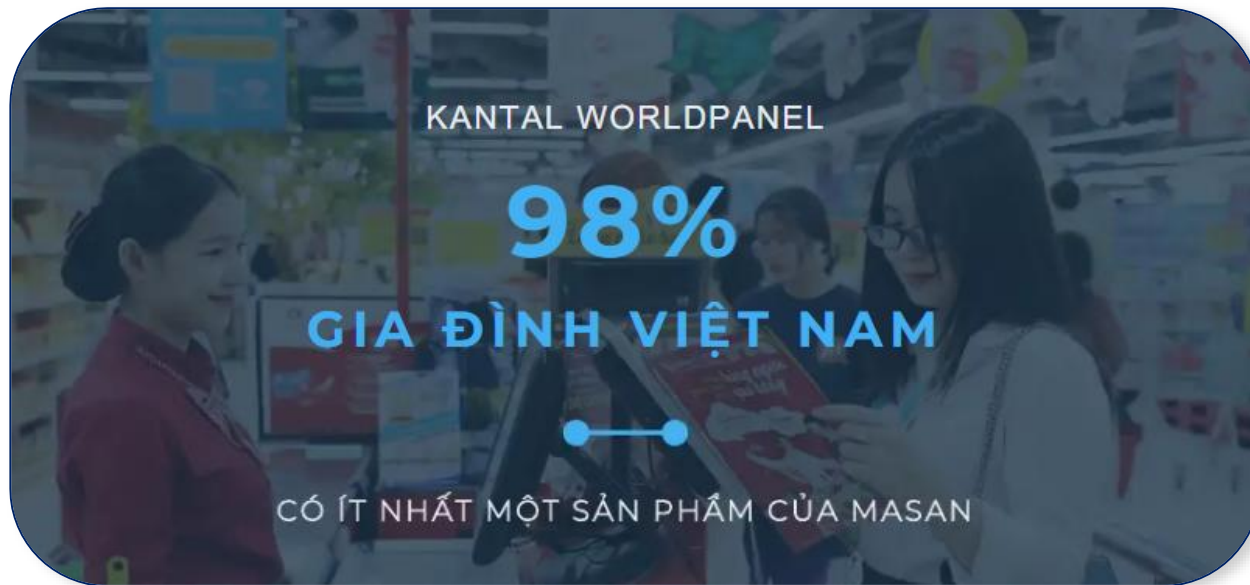 KANTAL WORLDPANEL
98%
GIA ĐÌNH VIỆT NAM
CÓ ÍT NHẤT MỘT SẢN PHẨM CỦA MASAN